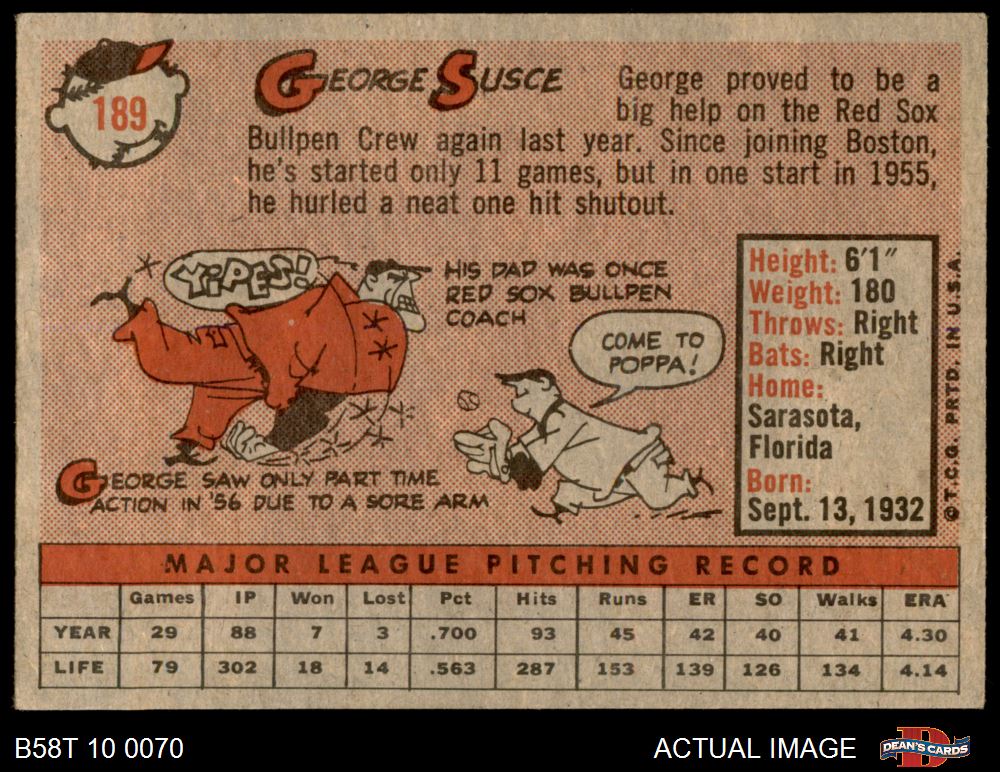 189
GEORGE SUSCE
George proved to be a
big help on the Red Sox
Bullpen Crew again last year. Since joining Boston,
he's started only 11 games, but in one start in 1955,
he hurled a neat one hit shutout.
YIPES!
HIS DAD WAS ONCE
RED SOX BULLPEN
COACH
COME TO
POPPA!
GEORGE SAW ONLY PART TIME
ACTION IN '56 DUE TO A SORE ARM
Height: 6'1"
Weight: 180
Throws: Right
Bats: Right
Home:
Sarasota,
Florida
Born:
Sept. 13, 1932
© T.C.G. PRTD. IN U.S.A.
MAJOR LEAGUE PITCHING RECORD
Games IP Won Lost Pct Hits Runs ER SO Walks ERA
YEAR 29 88 7 3 .700 93 45 42 40 41 4.30
LIFE 79 302 18 14 .563 287 153 139 126 134 4.14
B58T 10 0070
ACTUAL IMAGE
D
DEAN'S CARDS